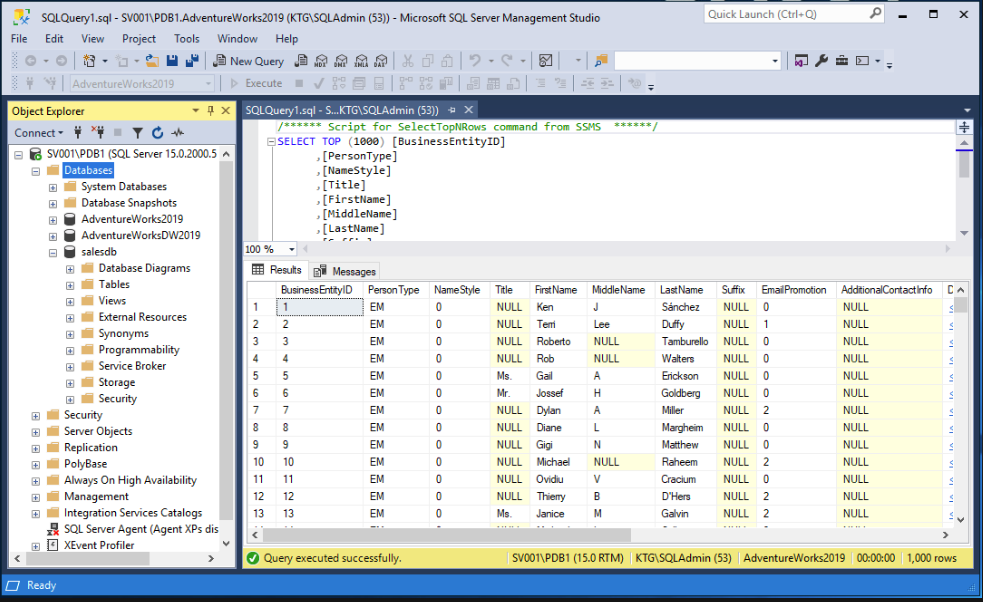 SQLQuery1.sql - SV001\PDB1.AdventureWorks2019 (KTG\SQLAdmin (53)) - Microsoft SQL Server Management Studio
Quick Launch (Ctrl+Q)
File Edit View Project Tools Window Help
New Query
MDX DMX XMLA DAX
AdventureWorks2019 Execute
Object Explorer
Connect
SV001\PDB1 (SQL Server 15.0.2000.5
Databases
System Databases
Database Snapshots
AdventureWorks2019
AdventureWorksDW2019
salesdb
Database Diagrams
Tables
Views
External Resources
Synonyms
Programmability
Service Broker
Storage
Security
Security
Server Objects
Replication
PolyBase
Always On High Availability
Management
Integration Services Catalogs
SQL Server Agent (Agent XPs dis
XEvent Profiler
SQLQuery1.sql - S...KTG\SQLAdmin (53))
/****** Script for SelectTopNRows command from SSMS ******/
SELECT TOP (1000) [BusinessEntityID]
,[PersonType]
,[NameStyle]
,[Title]
,[FirstName]
,[MiddleName]
,[LastName]
100 %
Results Messages
BusinessEntityID PersonType NameStyle Title FirstName MiddleName LastName Suffix EmailPromotion AdditionalContactInfo D
1 1 EM 0 NULL Ken J Sánchez NULL 0 NULL <
2 2 EM 0 NULL Terri Lee Duffy NULL 1 NULL <
3 3 EM 0 NULL Roberto NULL Tamburello NULL 0 NULL <
4 4 EM 0 NULL Rob NULL Walters NULL 0 NULL <
5 5 EM 0 Ms. Gail A Erickson NULL 0 NULL <
6 6 EM 0 Mr. Jossef H Goldberg NULL 0 NULL <
7 7 EM 0 NULL Dylan A Miller NULL 2 NULL <
8 8 EM 0 NULL Diane L Margheim NULL 0 NULL <
9 9 EM 0 NULL Gigi N Matthew NULL 0 NULL <
10 10 EM 0 NULL Michael NULL Raheem NULL 2 NULL <
11 11 EM 0 NULL Ovidiu V Cracium NULL 0 NULL <
12 12 EM 0 NULL Thierry B D'Hers NULL 2 NULL <
13 13 EM 0 Ms. Janice M Galvin NULL 2 NULL <
Query executed successfully. SV001\PDB1 (15.0 RTM) KTG\SQLAdmin (53) AdventureWorks2019 00:00:00 1,000 rows
Ready